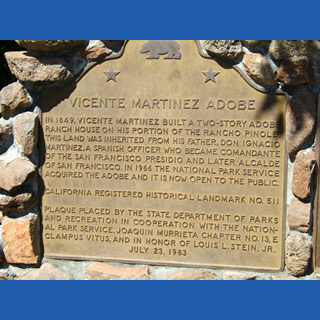 VICENTE MARTINEZ ADOBE
IN 1849, VICENTE MARTINEZ BUILT A TWO-STORY ADOBE
RANCH HOUSE ON HIS PORTION OF THE RANCHO PINOLE
THIS LAND WAS INHERITED FROM HIS FATHER, DON IGNACIO
MARTINEZ, A SPANISH OFFICER WHO BECAME COMANDANTE
OF THE SAN FRANCISCO PRESIDIO AND LATER ALCALDE
OF SAN FRANCISCO. IN 1966 THE NATIONAL PARK SERVICE
ACQUIRED THE ADOBE AND IT IS NOW OPEN TO THE PUBLIC.
CALIFORNIA REGISTERED HISTORICAL LANDMARK NO. 511
PLAQUE PLACED BY THE STATE DEPARTMENT OF PARKS
AND RECREATION IN COOPERATION WITH THE NATION-
AL PARK SERVICE, JOAQUIN MURRIETA CHAPTER NO. 13, E
CLAMPUS VITUS, AND IN HONOR OF LOUIS L. STEIN, JR.
JULY 23, 1983